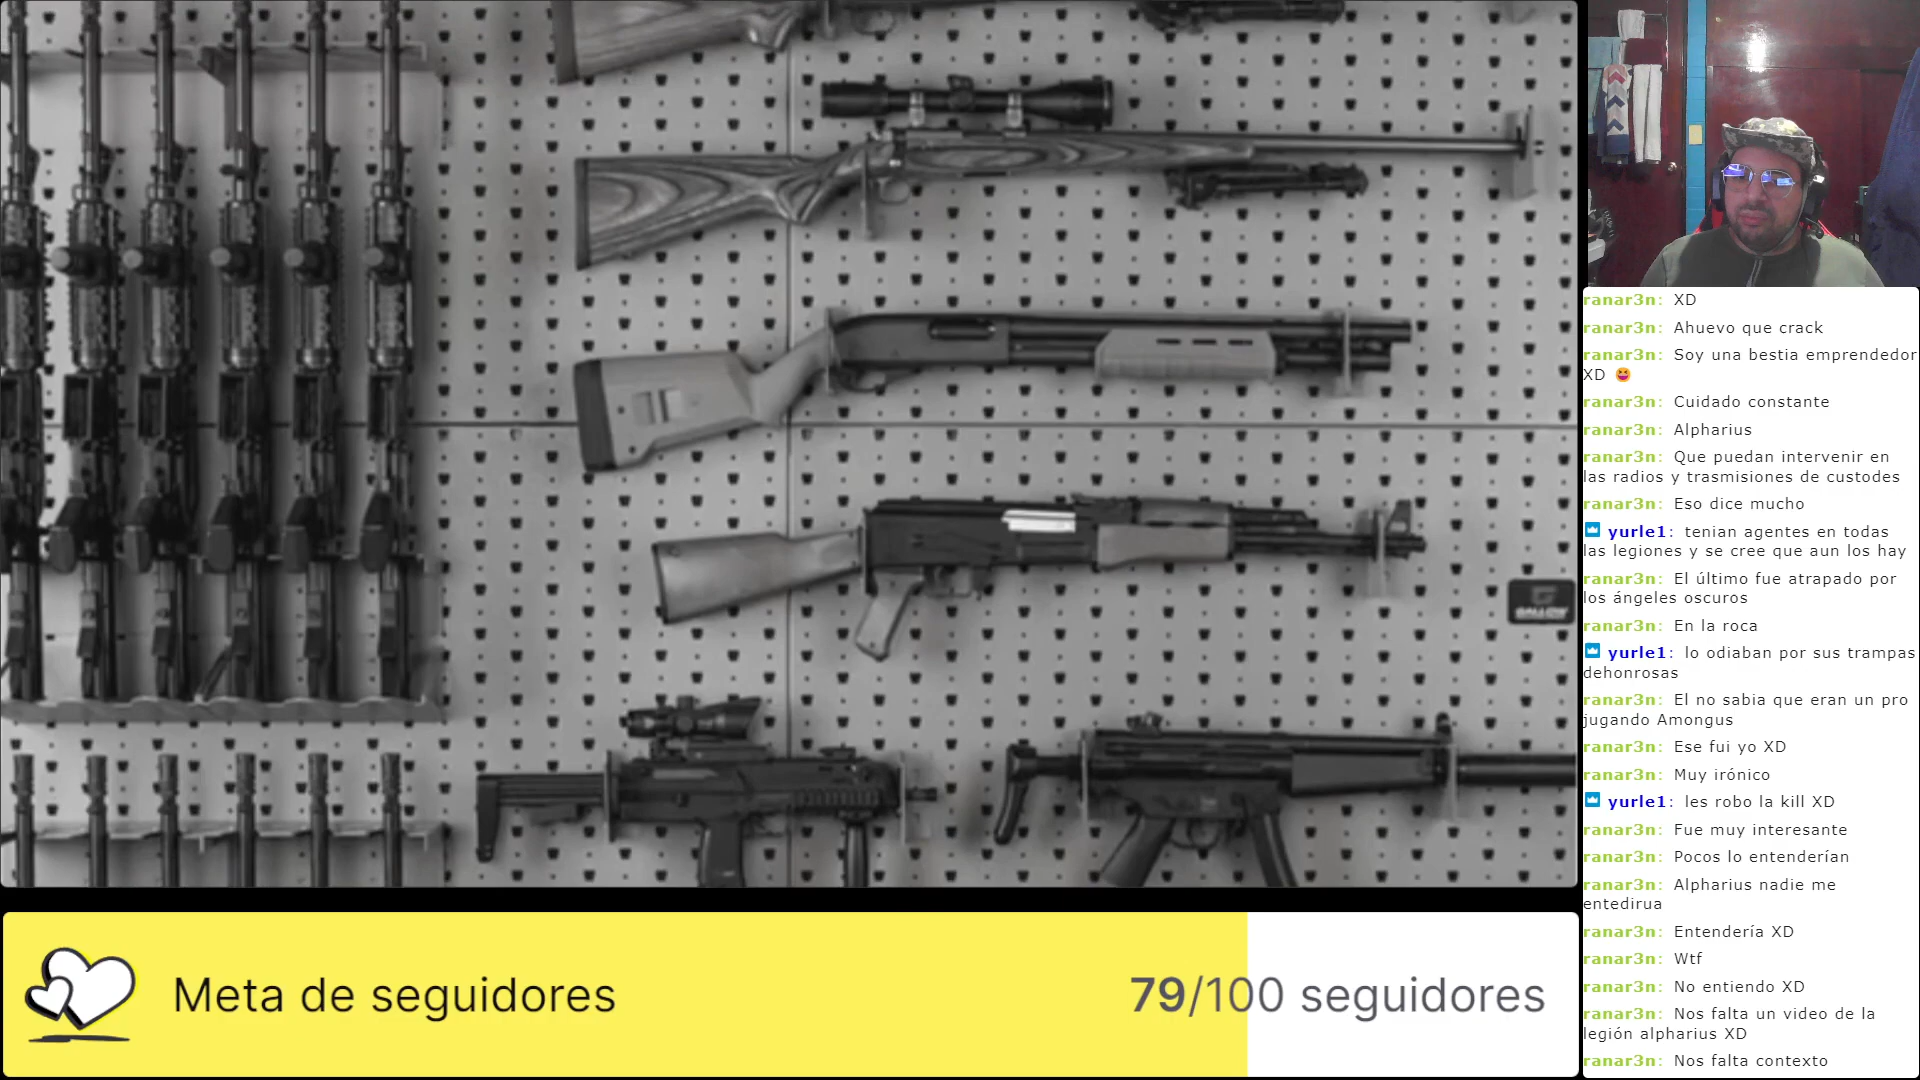 GALLOW
ranar3n: XD
ranar3n: Ahuevo que crack
ranar3n: Soy una bestia emprendedor
XD 😆
ranar3n: Cuidado constante
ranar3n: Alpharius
ranar3n: Que puedan intervenir en
las radios y trasmisiones de custodes
ranar3n: Eso dice mucho
yurle1: tenian agentes en todas
las legiones y se cree que aun los hay
ranar3n: El último fue atrapado por
los ángeles oscuros
ranar3n: En la roca
yurle1: lo odiaban por sus trampas
dehonrosas
ranar3n: El no sabia que eran un pro
jugando Amongus
ranar3n: Ese fui yo XD
ranar3n: Muy irónico
yurle1: les robo la kill XD
ranar3n: Fue muy interesante
ranar3n: Pocos lo entenderían
ranar3n: Alpharius nadie me
entedirua
ranar3n: Entendería XD
ranar3n: Wtf
ranar3n: No entiendo XD
ranar3n: Nos falta un video de la
legión alpharius XD
ranar3n: Nos falta contexto
Meta de seguidores
79/100 seguidores